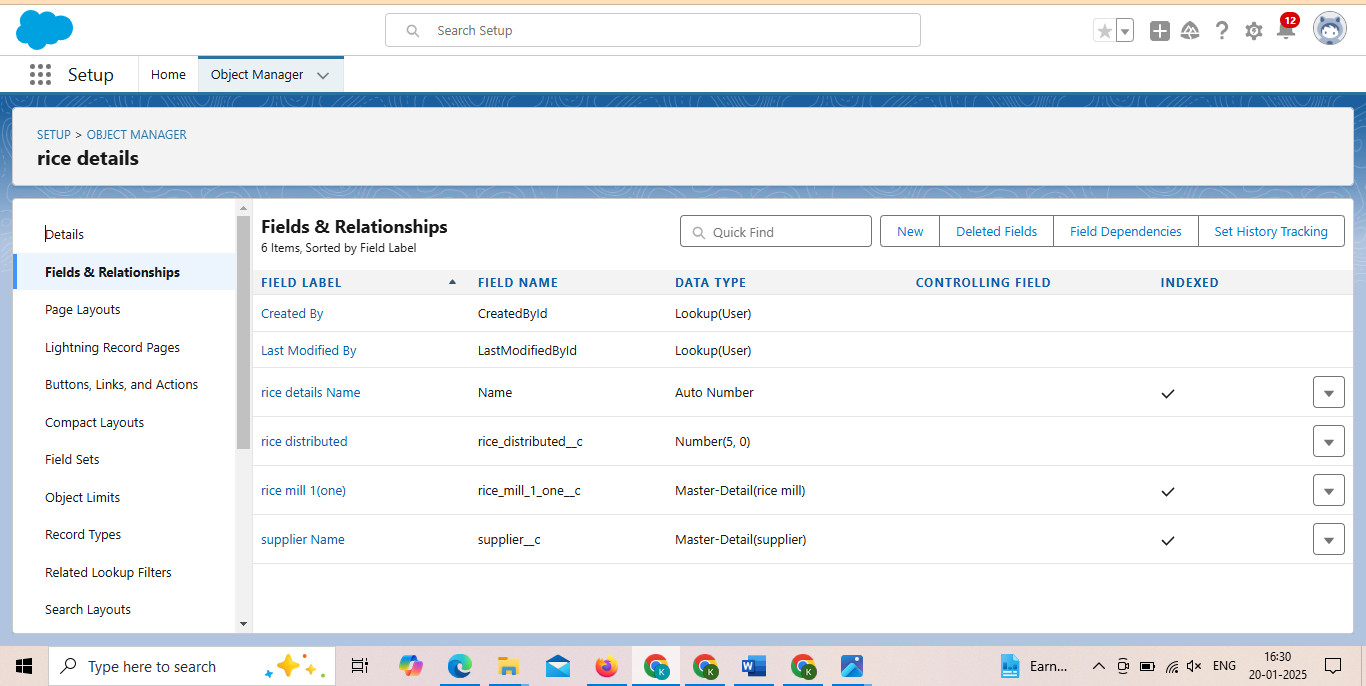 Search Setup
12
Setup
Home
Object Manager
SETUP > OBJECT MANAGER
rice details
Details
Fields & Relationships
Page Layouts
Lightning Record Pages
Buttons, Links, and Actions
Compact Layouts
Field Sets
Object Limits
Record Types
Related Lookup Filters
Search Layouts
Fields & Relationships
6 Items, Sorted by Field Label
Quick Find
New
Deleted Fields
Field Dependencies
Set History Tracking
FIELD LABEL FIELD NAME DATA TYPE CONTROLLING FIELD INDEXED
Created By CreatedById Lookup(User)
Last Modified By LastModifiedById Lookup(User)
rice details Name Name Auto Number
rice distributed rice_distributed__c Number(5, 0)
rice mill 1(one) rice_mill_1_one__c Master-Detail(rice mill)
supplier Name supplier__c Master-Detail(supplier)
Type here to search
Earn...
ENG
16:30
20-01-2025